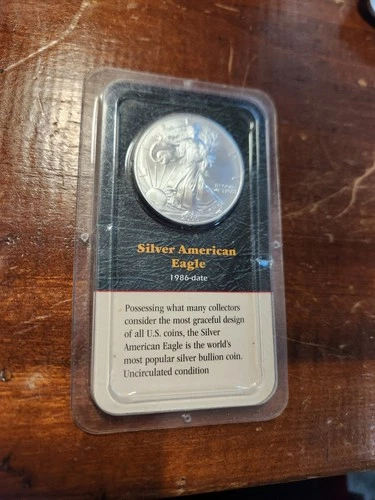 Silver American
Eagle
1986-date
Possessing what many collectors
consider the most graceful design
of all U.S. coins, the Silver
American Eagle is the world's
most popular silver bullion coin.
Uncirculated condition